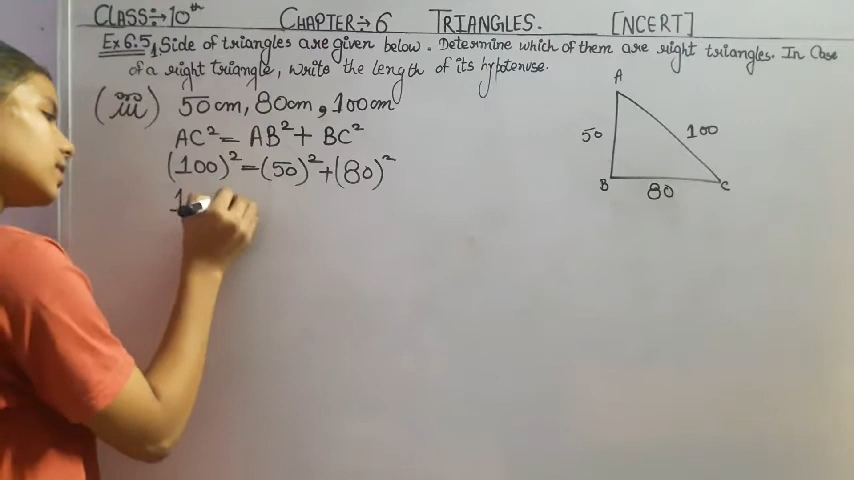 CLASS÷10th CHAPTER÷6 TRIANGLES. [NCERT]
Ex 6.5, Side of triangles are given below. Determine which of them are right triangles. In Case
of a right triangle, write the length of its hypotenuse.
(iii) 50cm, 80cm, 100cm
AC² = AB² + BC²
(100)² = (50)² + (80)²
1
A
50
100
B
80
C